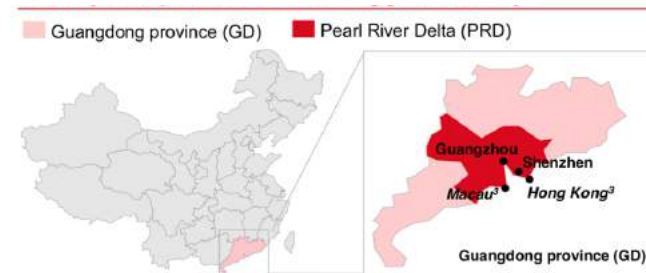 Guangdong province (GD) Pearl River Delta (PRD)
Guangzhou
Shenzhen
Macau³ Hong Kong³
Guangdong province (GD)